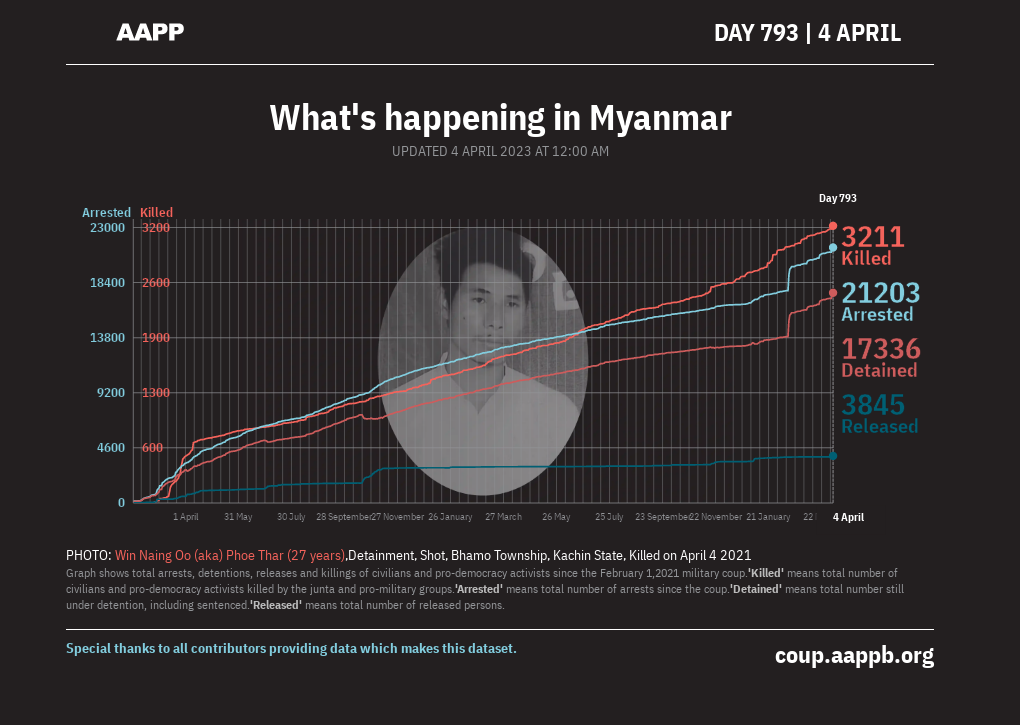 AAPP
DAY 793 | 4 APRIL
What's happening in Myanmar
UPDATED 4 APRIL 2023 AT 12:00 AM
Day 793
Arrested Killed
23000 3200
18400 2600
13800 1900
9200 1300
4600 600
0
3211
Killed
21203
Arrested
17336
Detained
3845
Released
1 April 31 May 30 July 28 September 27 November 26 January 27 March 26 May 25 July 23 September 22 November 21 January 22 4 April
PHOTO: Win Naing Oo (aka) Phoe Thar (27 years),Detainment, Shot, Bhamo Township, Kachin State, Killed on April 4 2021
Graph shows total arrests, detentions, releases and killings of civilians and pro-democracy activists since the February 1,2021 military coup.'Killed' means total number of
civilians and pro-democracy activists killed by the junta and pro-military groups.'Arrested' means total number of arrests since the coup.'Detained' means total number still
under detention, including sentenced.'Released' means total number of released persons.
Special thanks to all contributors providing data which makes this dataset.
coup.aappb.org